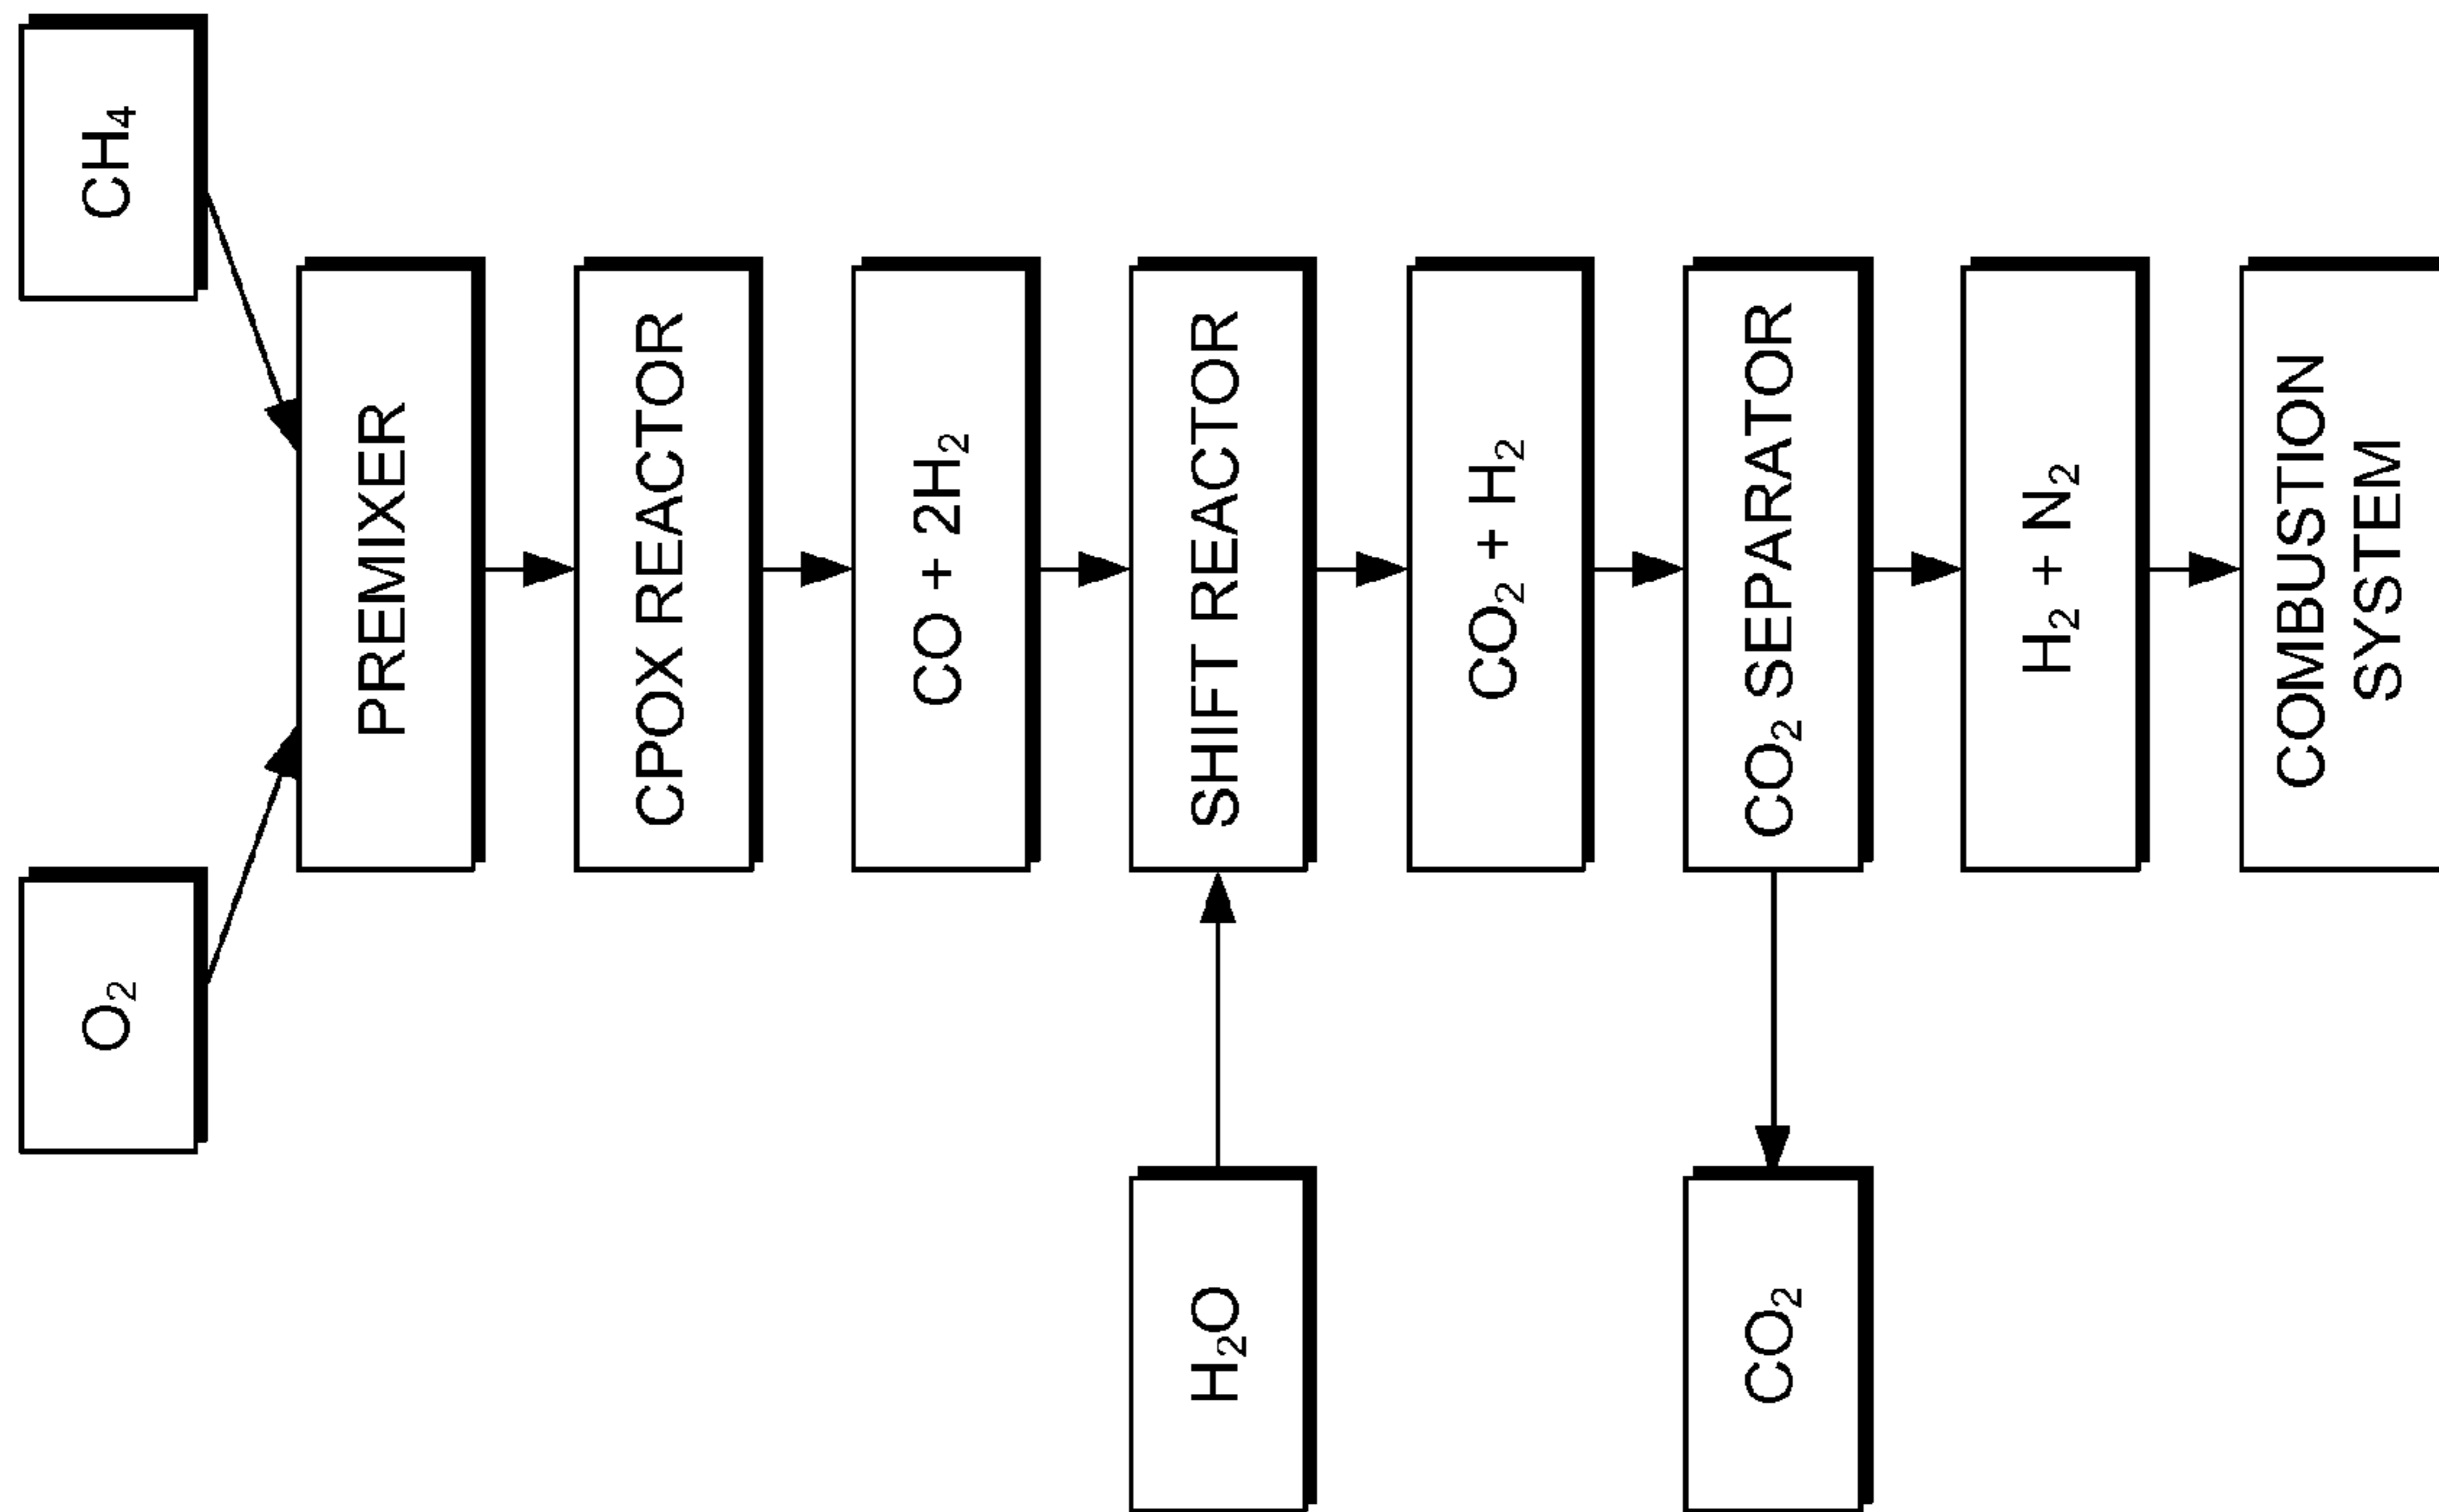 O₂
CH₄
PREMIXER
CPOX REACTOR
CO + 2H₂
H₂O
SHIFT REACTOR
CO₂ + H₂
CO₂
CO₂ SEPARATOR
H₂ + N₂
COMBUSTION
SYSTEM